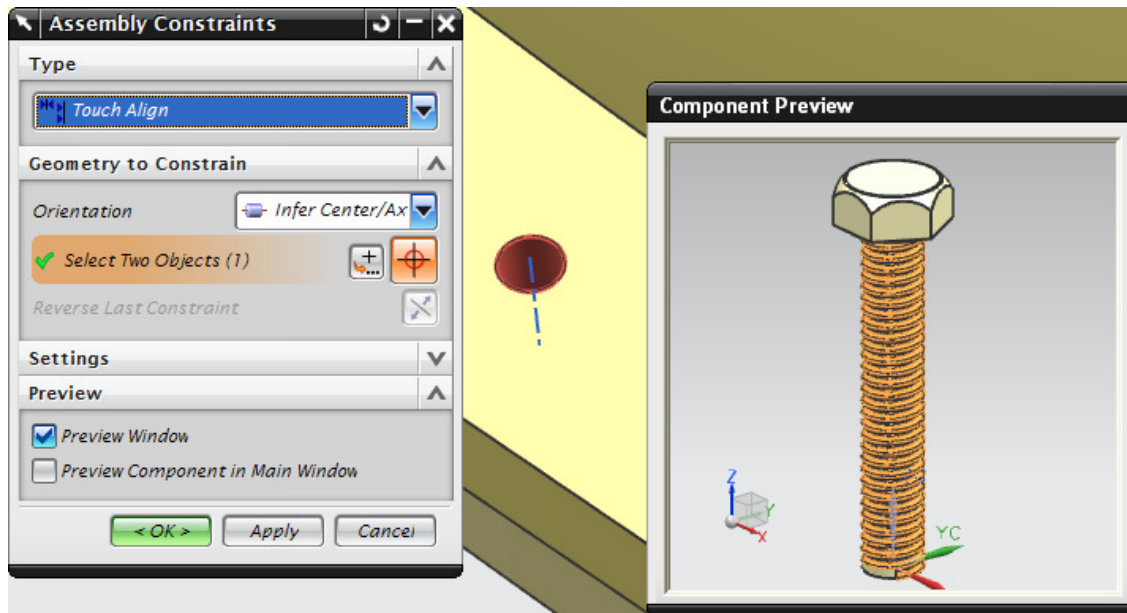 Assembly Constraints
Type
Touch Align
Geometry to Constrain
Orientation
Infer Center/Ax
Select Two Objects (1)
Reverse Last Constraint
Settings
Preview
Preview Window
Preview Component in Main Window
< OK >
Apply
Cancel
Component Preview
Z
Y
X
YC